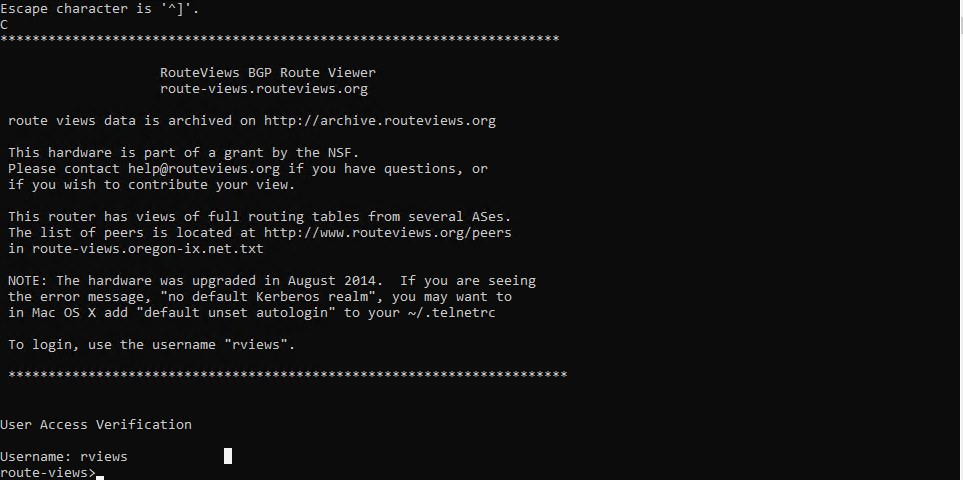 Escape character is '^]'.
C
**********************************************************************
RouteViews BGP Route Viewer
route-views.routeviews.org
route views data is archived on http://archive.routeviews.org
This hardware is part of a grant by the NSF.
Please contact help@routeviews.org if you have questions, or
if you wish to contribute your view.
This router has views of full routing tables from several ASes.
The list of peers is located at http://www.routeviews.org/peers
in route-views.oregon-ix.net.txt
NOTE: The hardware was upgraded in August 2014.  If you are seeing
the error message, "no default Kerberos realm", you may want to
in Mac OS X add "default unset autologin" to your ~/.telnetrc
To login, use the username "rviews".
**********************************************************************
User Access Verification
Username: rviews
route-views>